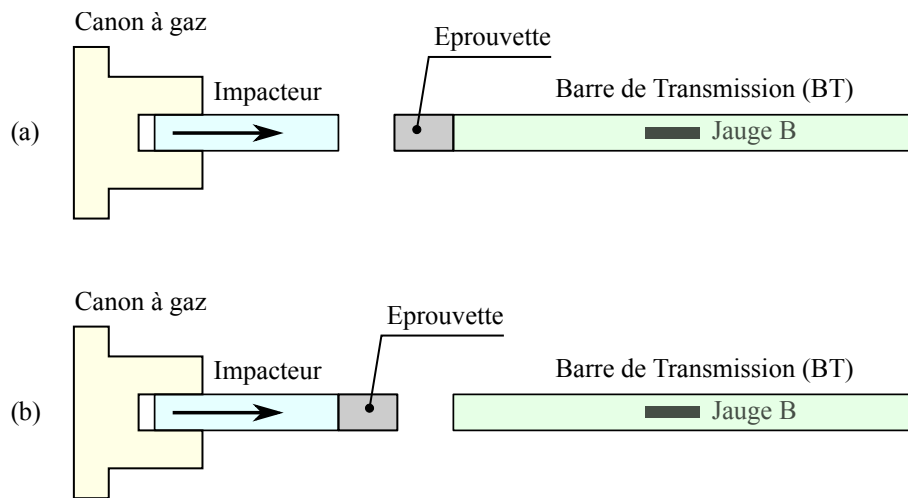 Canon à gaz
Eprouvette
Impacteur
Barre de Transmission (BT)
(a)
Jauge B
Canon à gaz
Eprouvette
Impacteur
Barre de Transmission (BT)
(b)
Jauge B